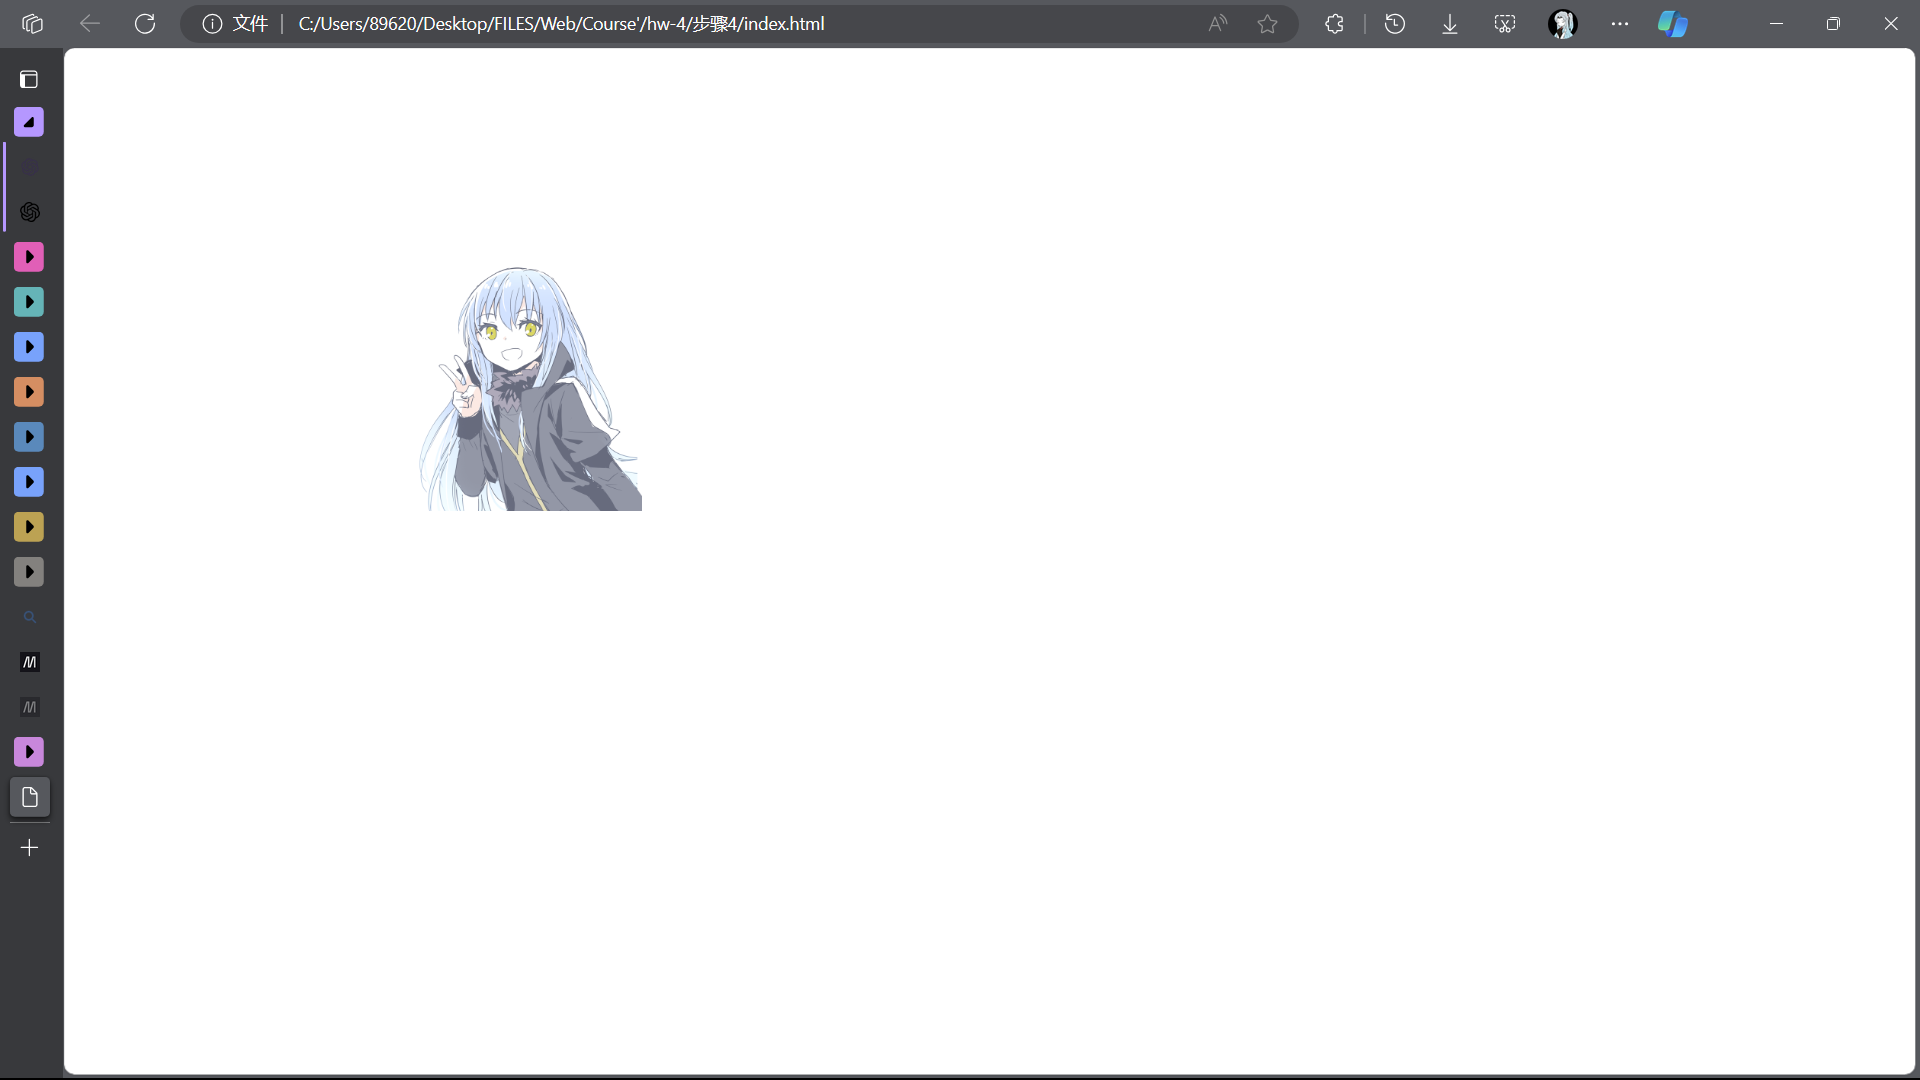 文件
C:/Users/89620/Desktop/FILES/Web/Course'/hw-4/步骤4/index.html